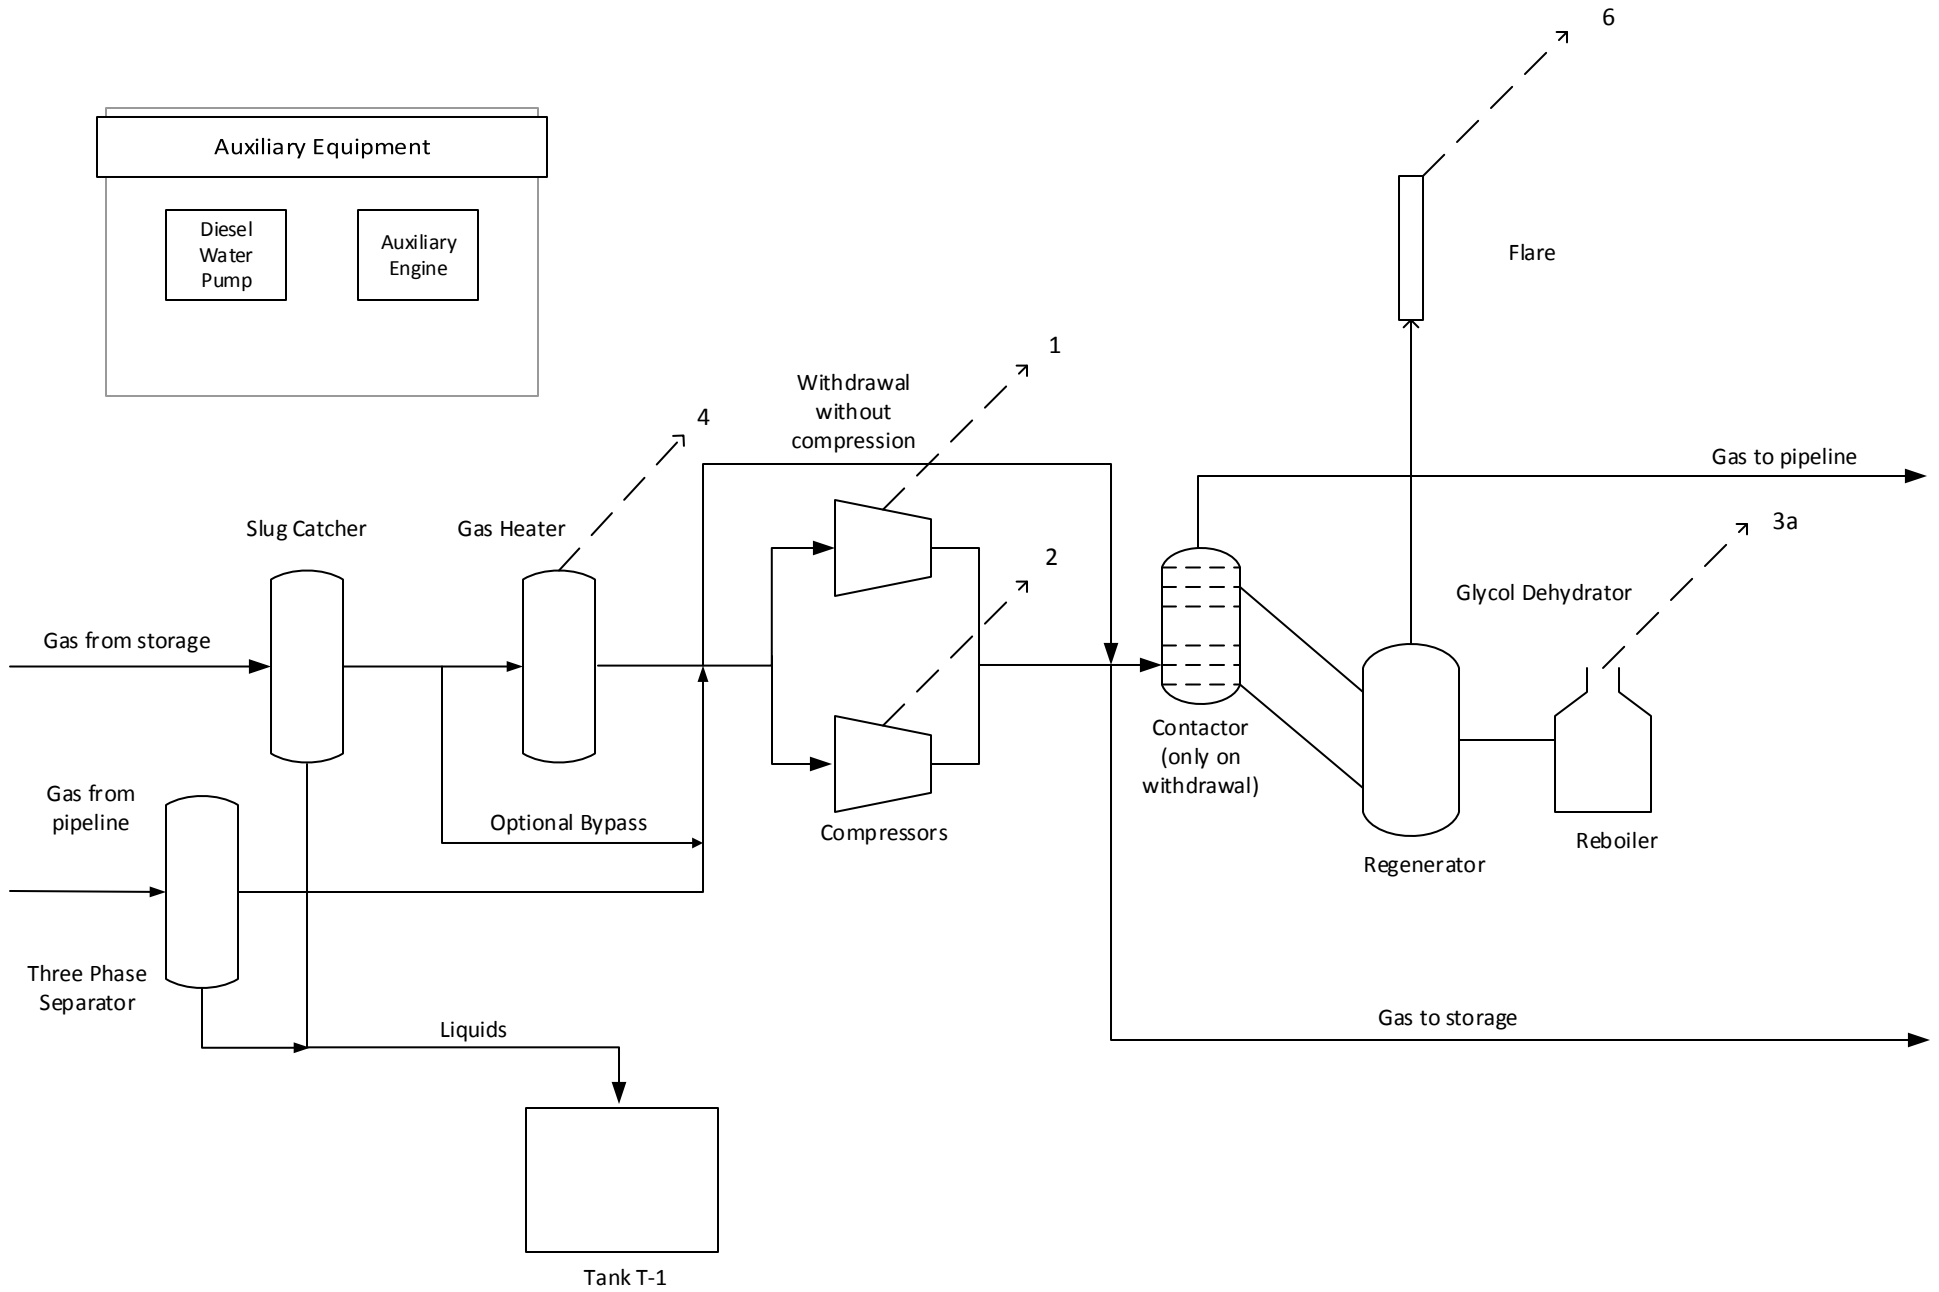 6
Auxiliary Equipment
Diesel
Water
Pump
Auxiliary
Engine
Flare
1
Withdrawal
without
compression
4
Gas to pipeline
Slug Catcher
Gas Heater
2
3a
Glycol Dehydrator
Gas from storage
Contactor
(only on
withdrawal)
Gas from
pipeline
Optional Bypass
Compressors
Reboiler
Regenerator
Three Phase
Separator
Liquids
Gas to storage
Tank T-1